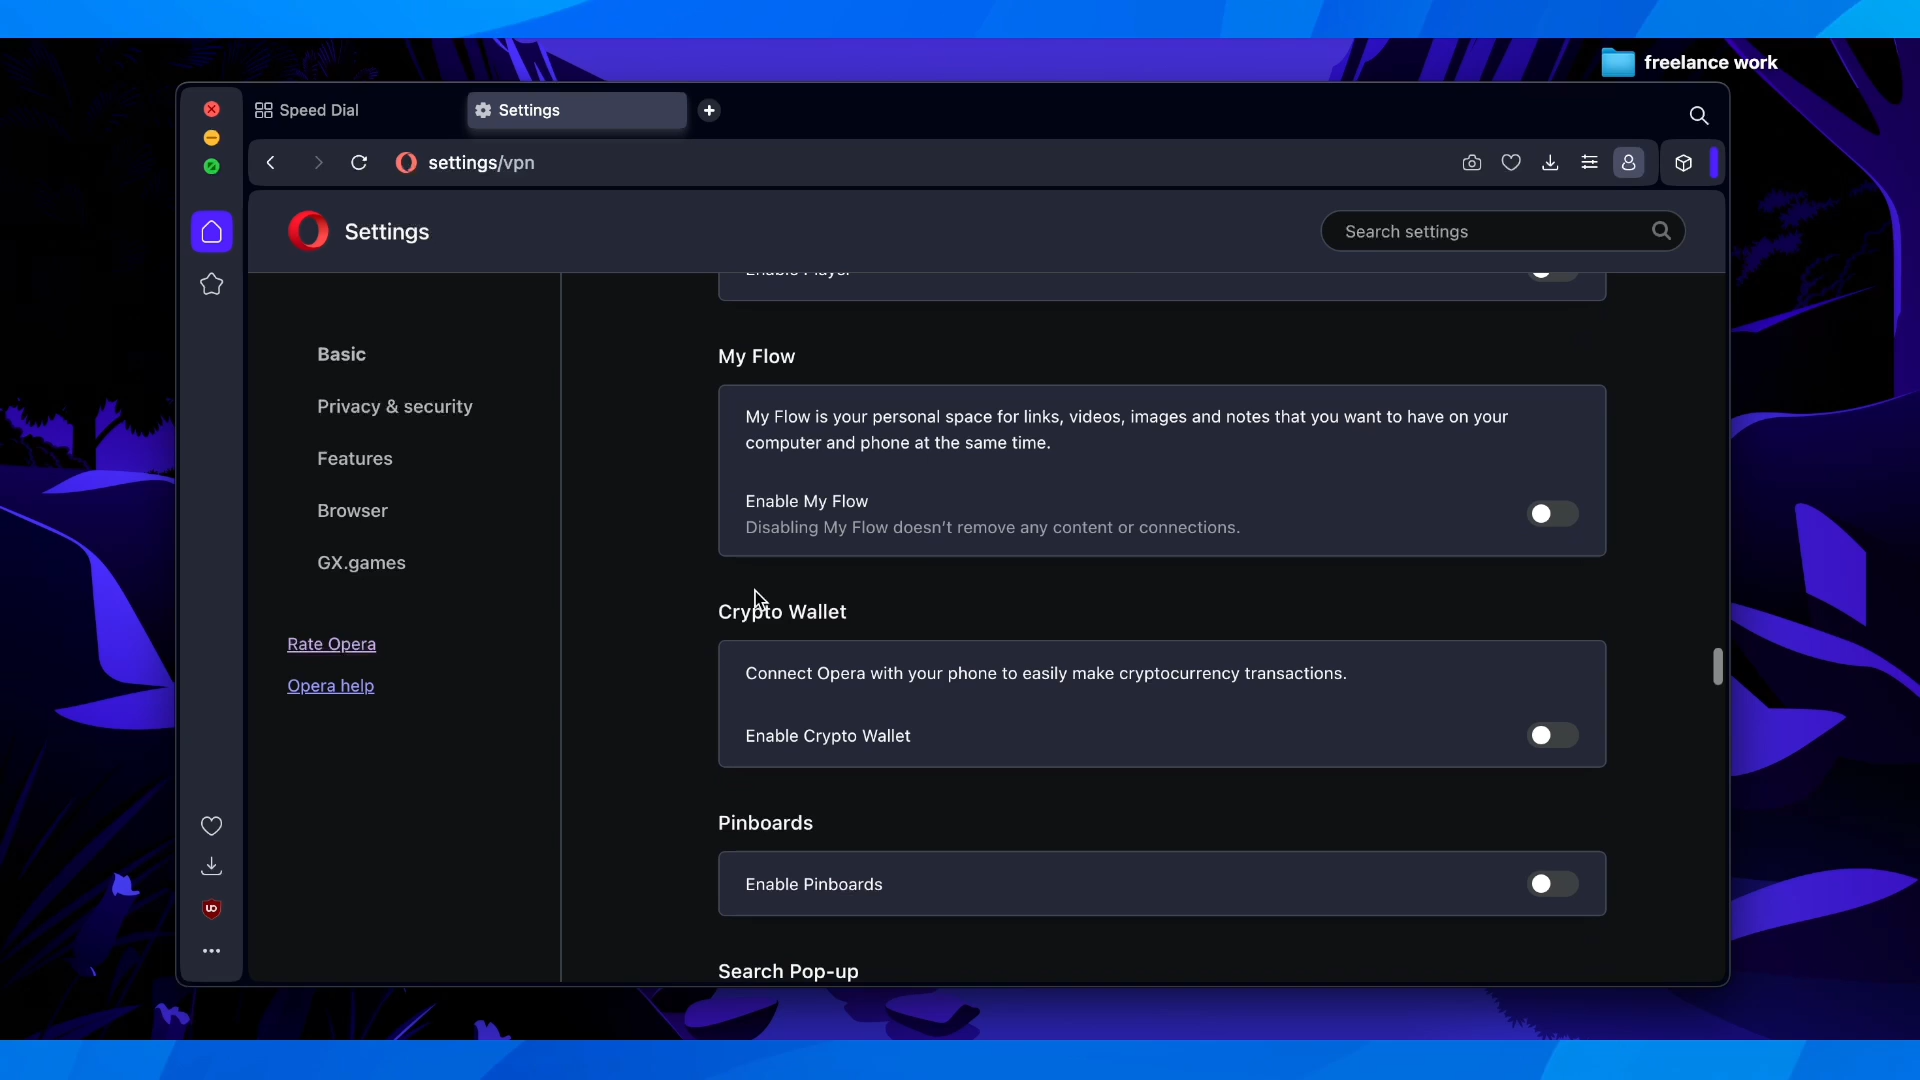 freelance work
Speed Dial
Settings
settings/vpn
Settings
Search settings
Basic
Privacy & security
Features
Browser
GX.games
Rate Opera
Opera help
Enable Player
My Flow
My Flow is your personal space for links, videos, images and notes that you want to have on your
computer and phone at the same time.
Enable My Flow
Disabling My Flow doesn't remove any content or connections.
Crypto Wallet
Connect Opera with your phone to easily make cryptocurrency transactions.
Enable Crypto Wallet
Pinboards
Enable Pinboards
Search Pop-up